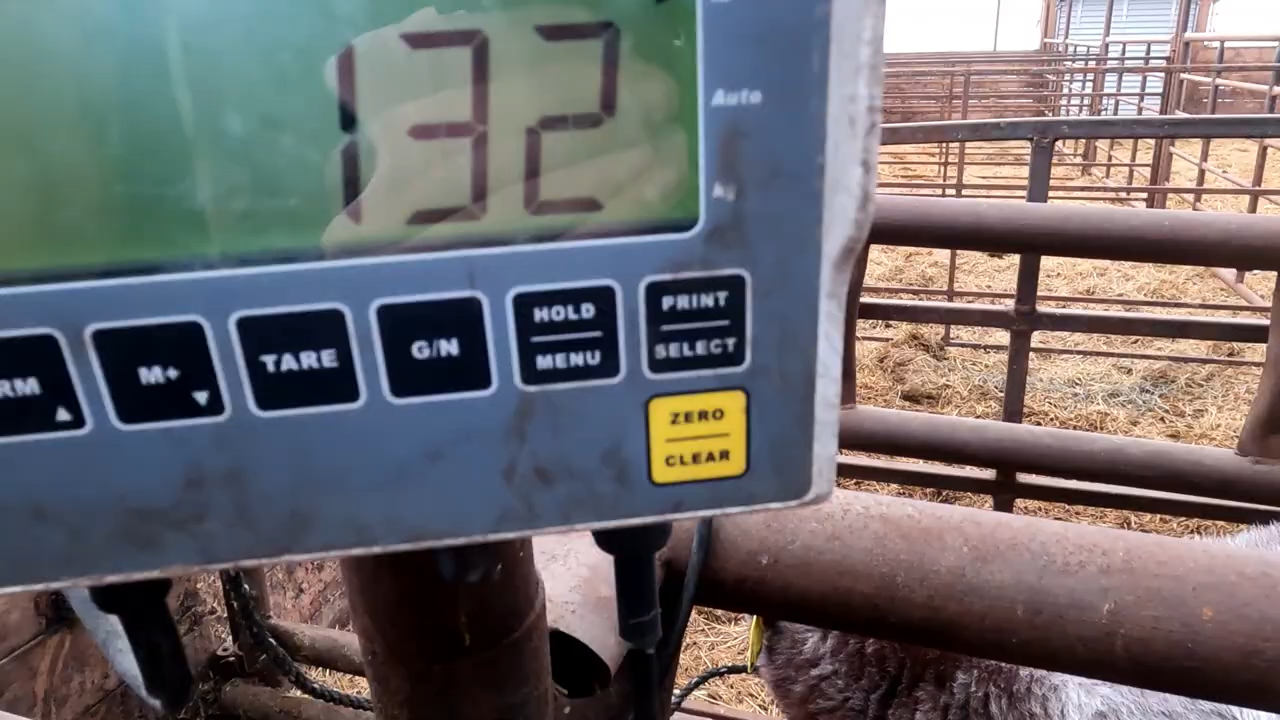 132
Auto
RM
M+
TARE
G/N
HOLD
MENU
PRINT
SELECT
ZERO
CLEAR